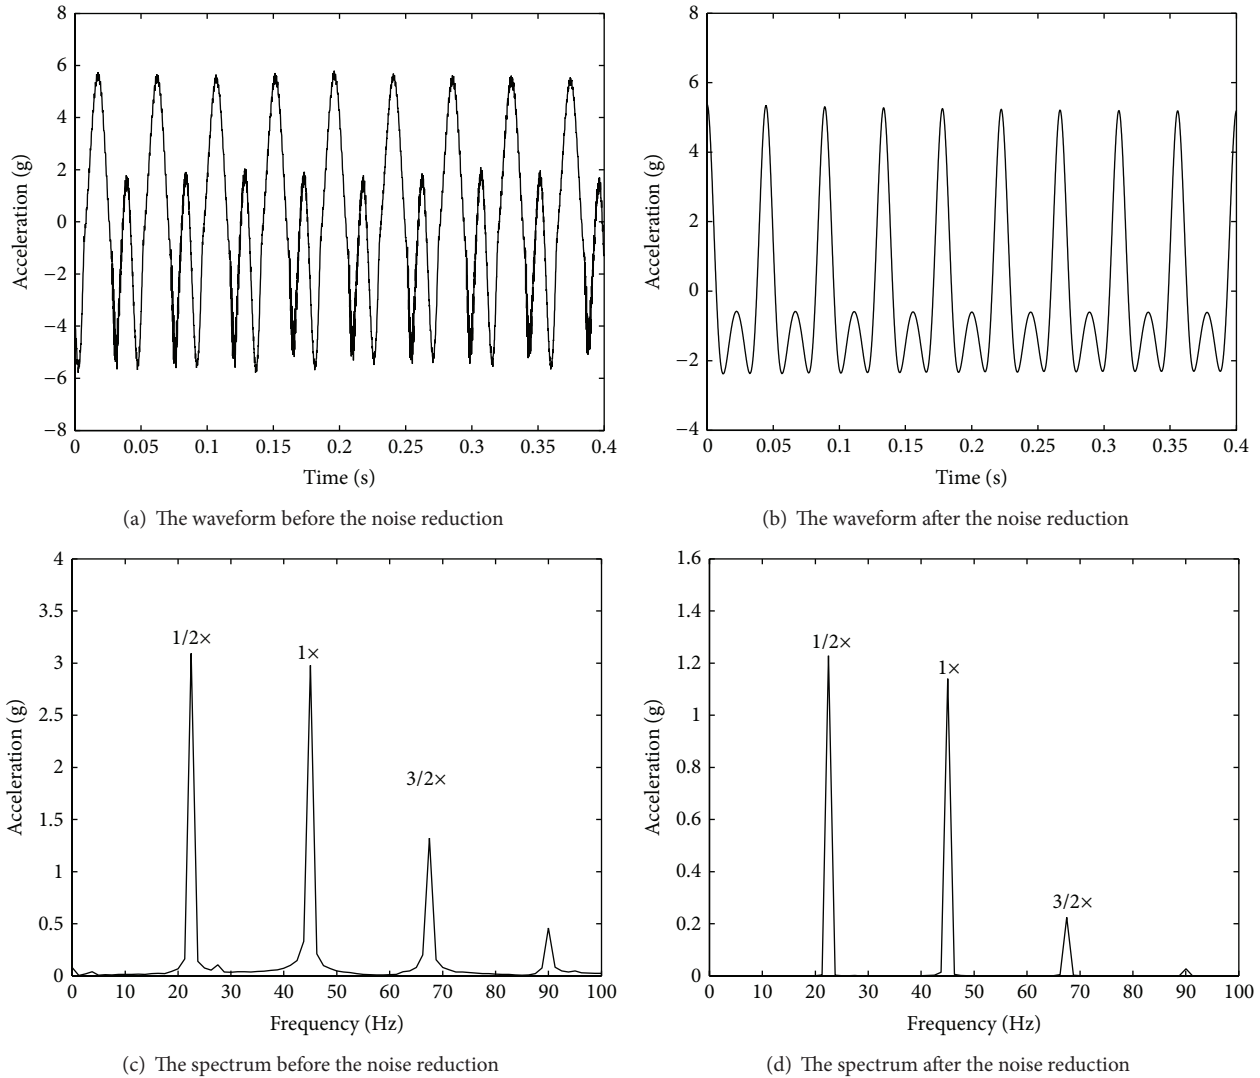 8
6
4
2
0
−2
−4
−6
−8
Acceleration (g)
0 0.05 0.1 0.15 0.2 0.25 0.3 0.35 0.4
Time (s)
(a) The waveform before the noise reduction
8
6
4
2
0
−2
−4
Acceleration (g)
0 0.05 0.1 0.15 0.2 0.25 0.3 0.35 0.4
Time (s)
(b) The waveform after the noise reduction
4
3.5
3
2.5
2
1.5
1
0.5
0
Acceleration (g)
1/2×
1×
3/2×
0 10 20 30 40 50 60 70 80 90 100
Frequency (Hz)
(c) The spectrum before the noise reduction
1.6
1.4
1.2
1
0.8
0.6
0.4
0.2
0
Acceleration (g)
1/2×
1×
3/2×
0 10 20 30 40 50 60 70 80 90 100
Frequency (Hz)
(d) The spectrum after the noise reduction